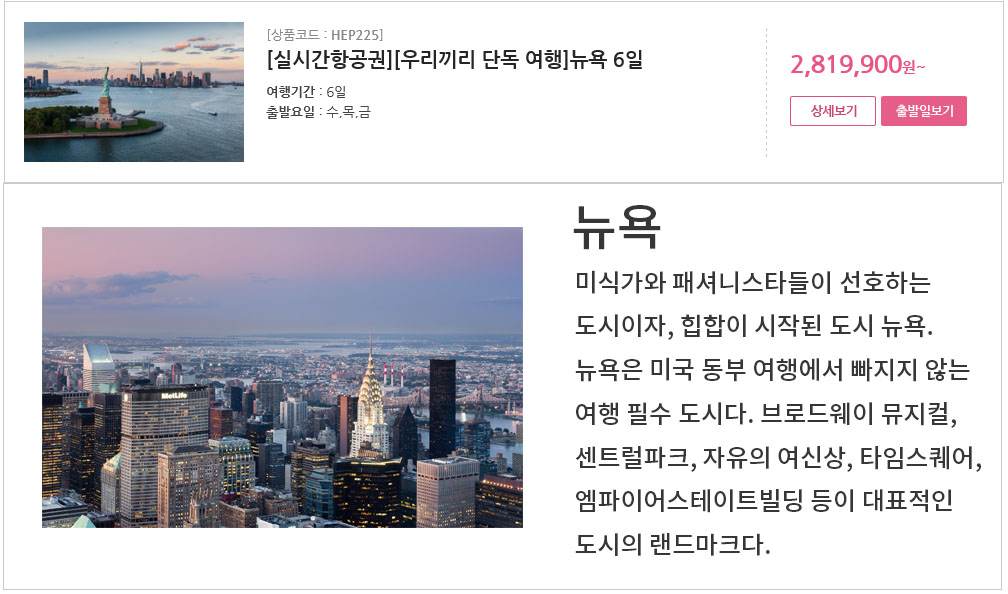 [상품코드 : HEP225]
[실시간항공권][우리끼리 단독 여행]뉴욕 6일
여행기간 : 6일
출발요일 : 수,목,금
2,819,900원~
상세보기
출발일보기
MetLife
뉴욕
미식가와 패셔니스타들이 선호하는
도시이자, 힙합이 시작된 도시 뉴욕.
뉴욕은 미국 동부 여행에서 빠지지 않는
여행 필수 도시다. 브로드웨이 뮤지컬,
센트럴파크, 자유의 여신상, 타임스퀘어,
엠파이어스테이트빌딩 등이 대표적인
도시의 랜드마크다.